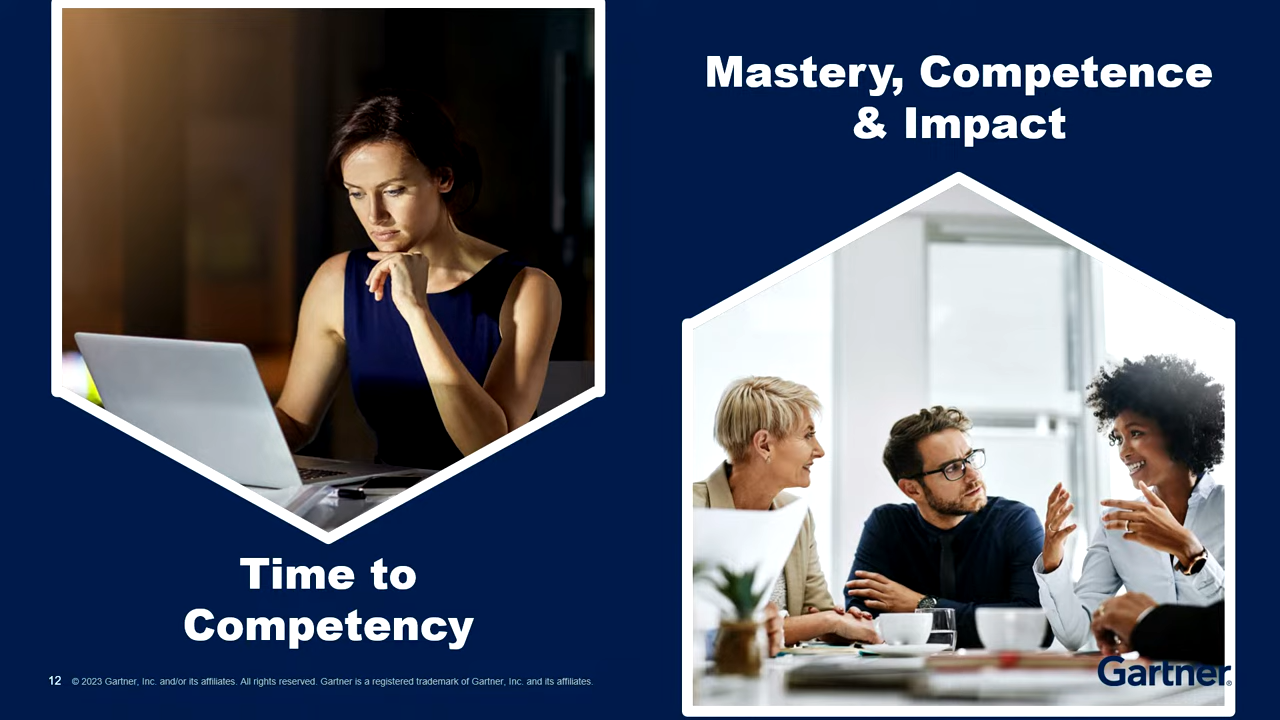 Mastery, Competence
& Impact
Time to
Competency
12 © 2023 Gartner, Inc. and/or its affiliates. All rights reserved. Gartner is a registered trademark of Gartner, Inc. and its affiliates.
Gartner®